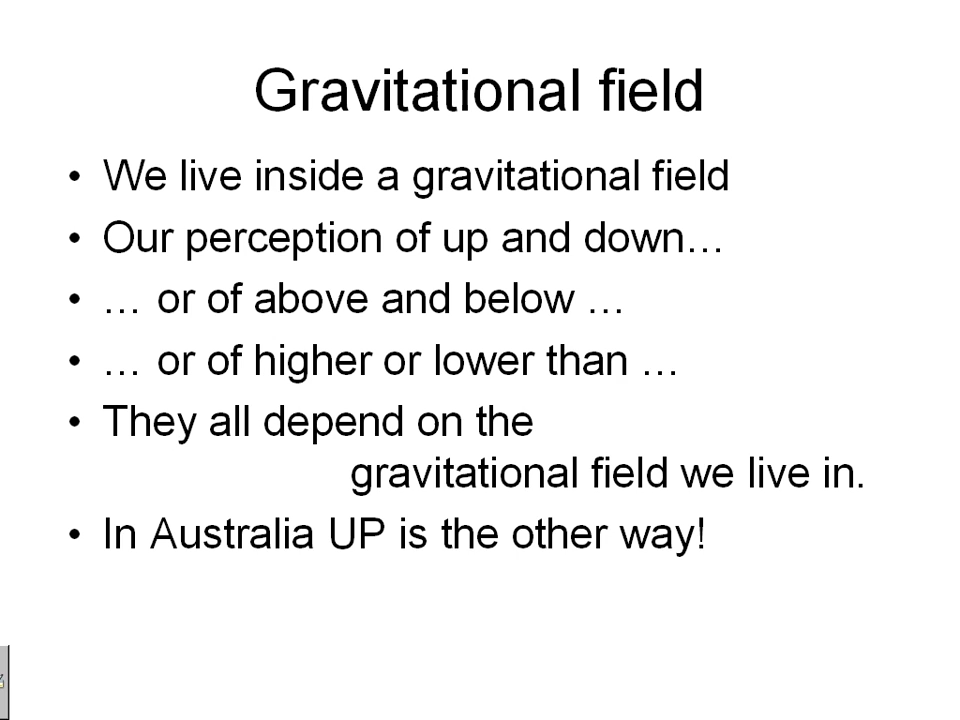 Gravitational field
• We live inside a gravitational field
• Our perception of up and down…
• … or of above and below …
• … or of higher or lower than …
• They all depend on the
gravitational field we live in.
• In Australia UP is the other way!